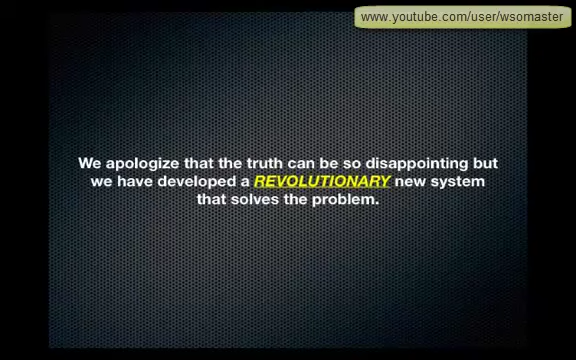 www.youtube.com/user/wsomaster
We apologize that the truth can be so disappointing but
we have developed a REVOLUTIONARY new system
that solves the problem.